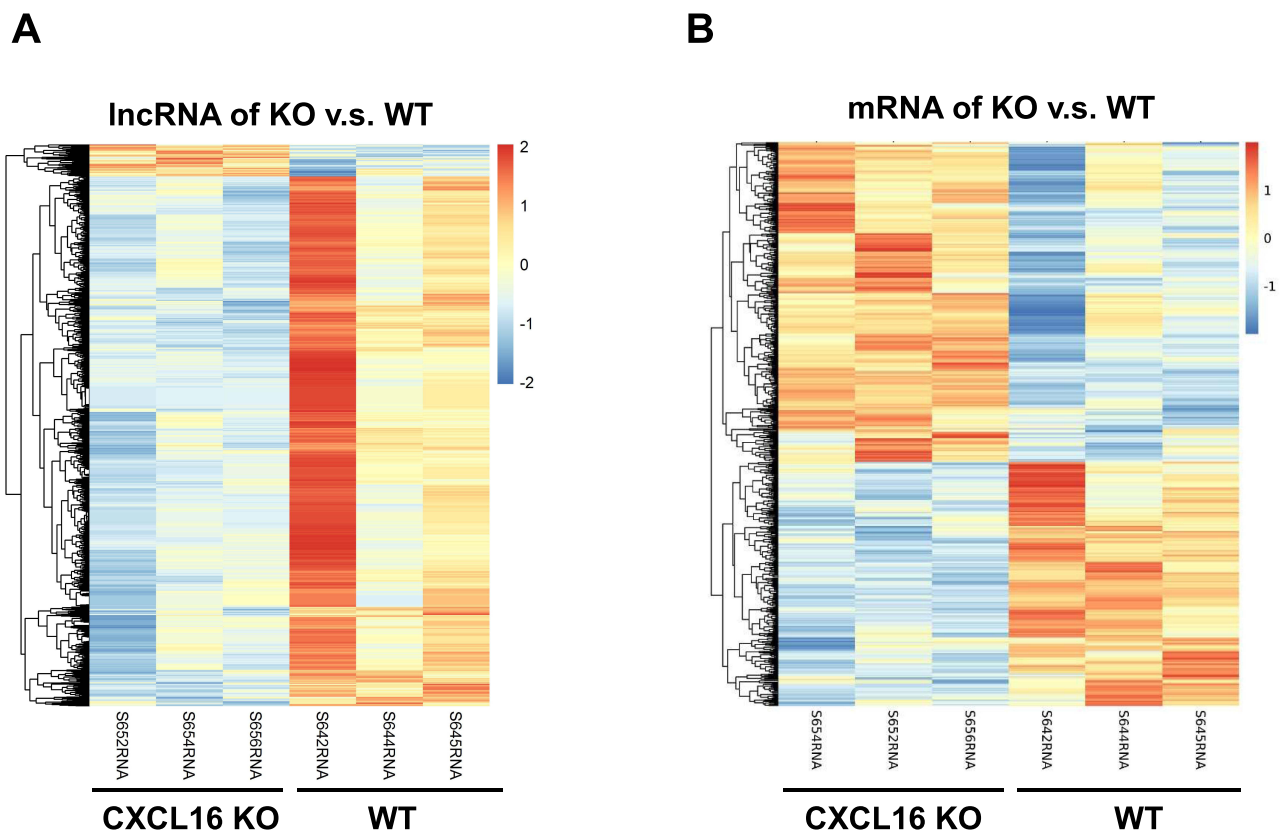 A
B
lncRNA of KO v.s. WT
mRNA of KO v.s. WT
2
1
0
-1
-2
1
0
-1
S652RNA
S654RNA
S656RNA
S642RNA
S644RNA
S645RNA
S654RNA
S652RNA
S656RNA
S642RNA
S644RNA
S645RNA
CXCL16 KO
WT
CXCL16 KO
WT